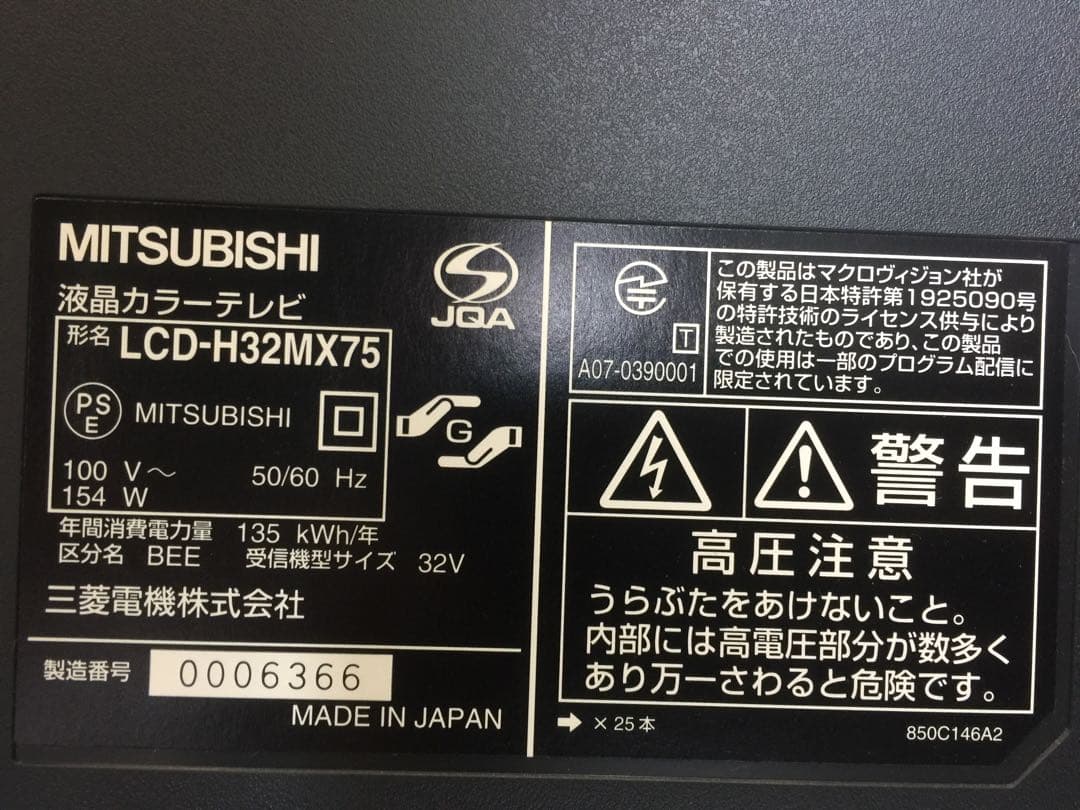 MITSUBISHI
液晶カラーテレビ
JQA
形名 LCD-H32MX75
PSE MITSUBISHI
G
100 V～ 50/60 Hz
154 W
年間消費電力量 135 kWh/年
区分名 BEE 受信機型サイズ 32V
三菱電機株式会社
製造番号 0006366
MADE IN JAPAN
T
A07-0390001
この製品はマクロヴィジョン社が
保有する日本特許第1925090号
の特許技術のライセンス供与により
製造されたものであり、この製品
での使用は一部のプログラム配信に
限定されています。
警告
高圧注意
うらぶたをあけないこと。
内部には高電圧部分が数多く
あり万一さわると危険です。
➡ ×25本
850C146A2